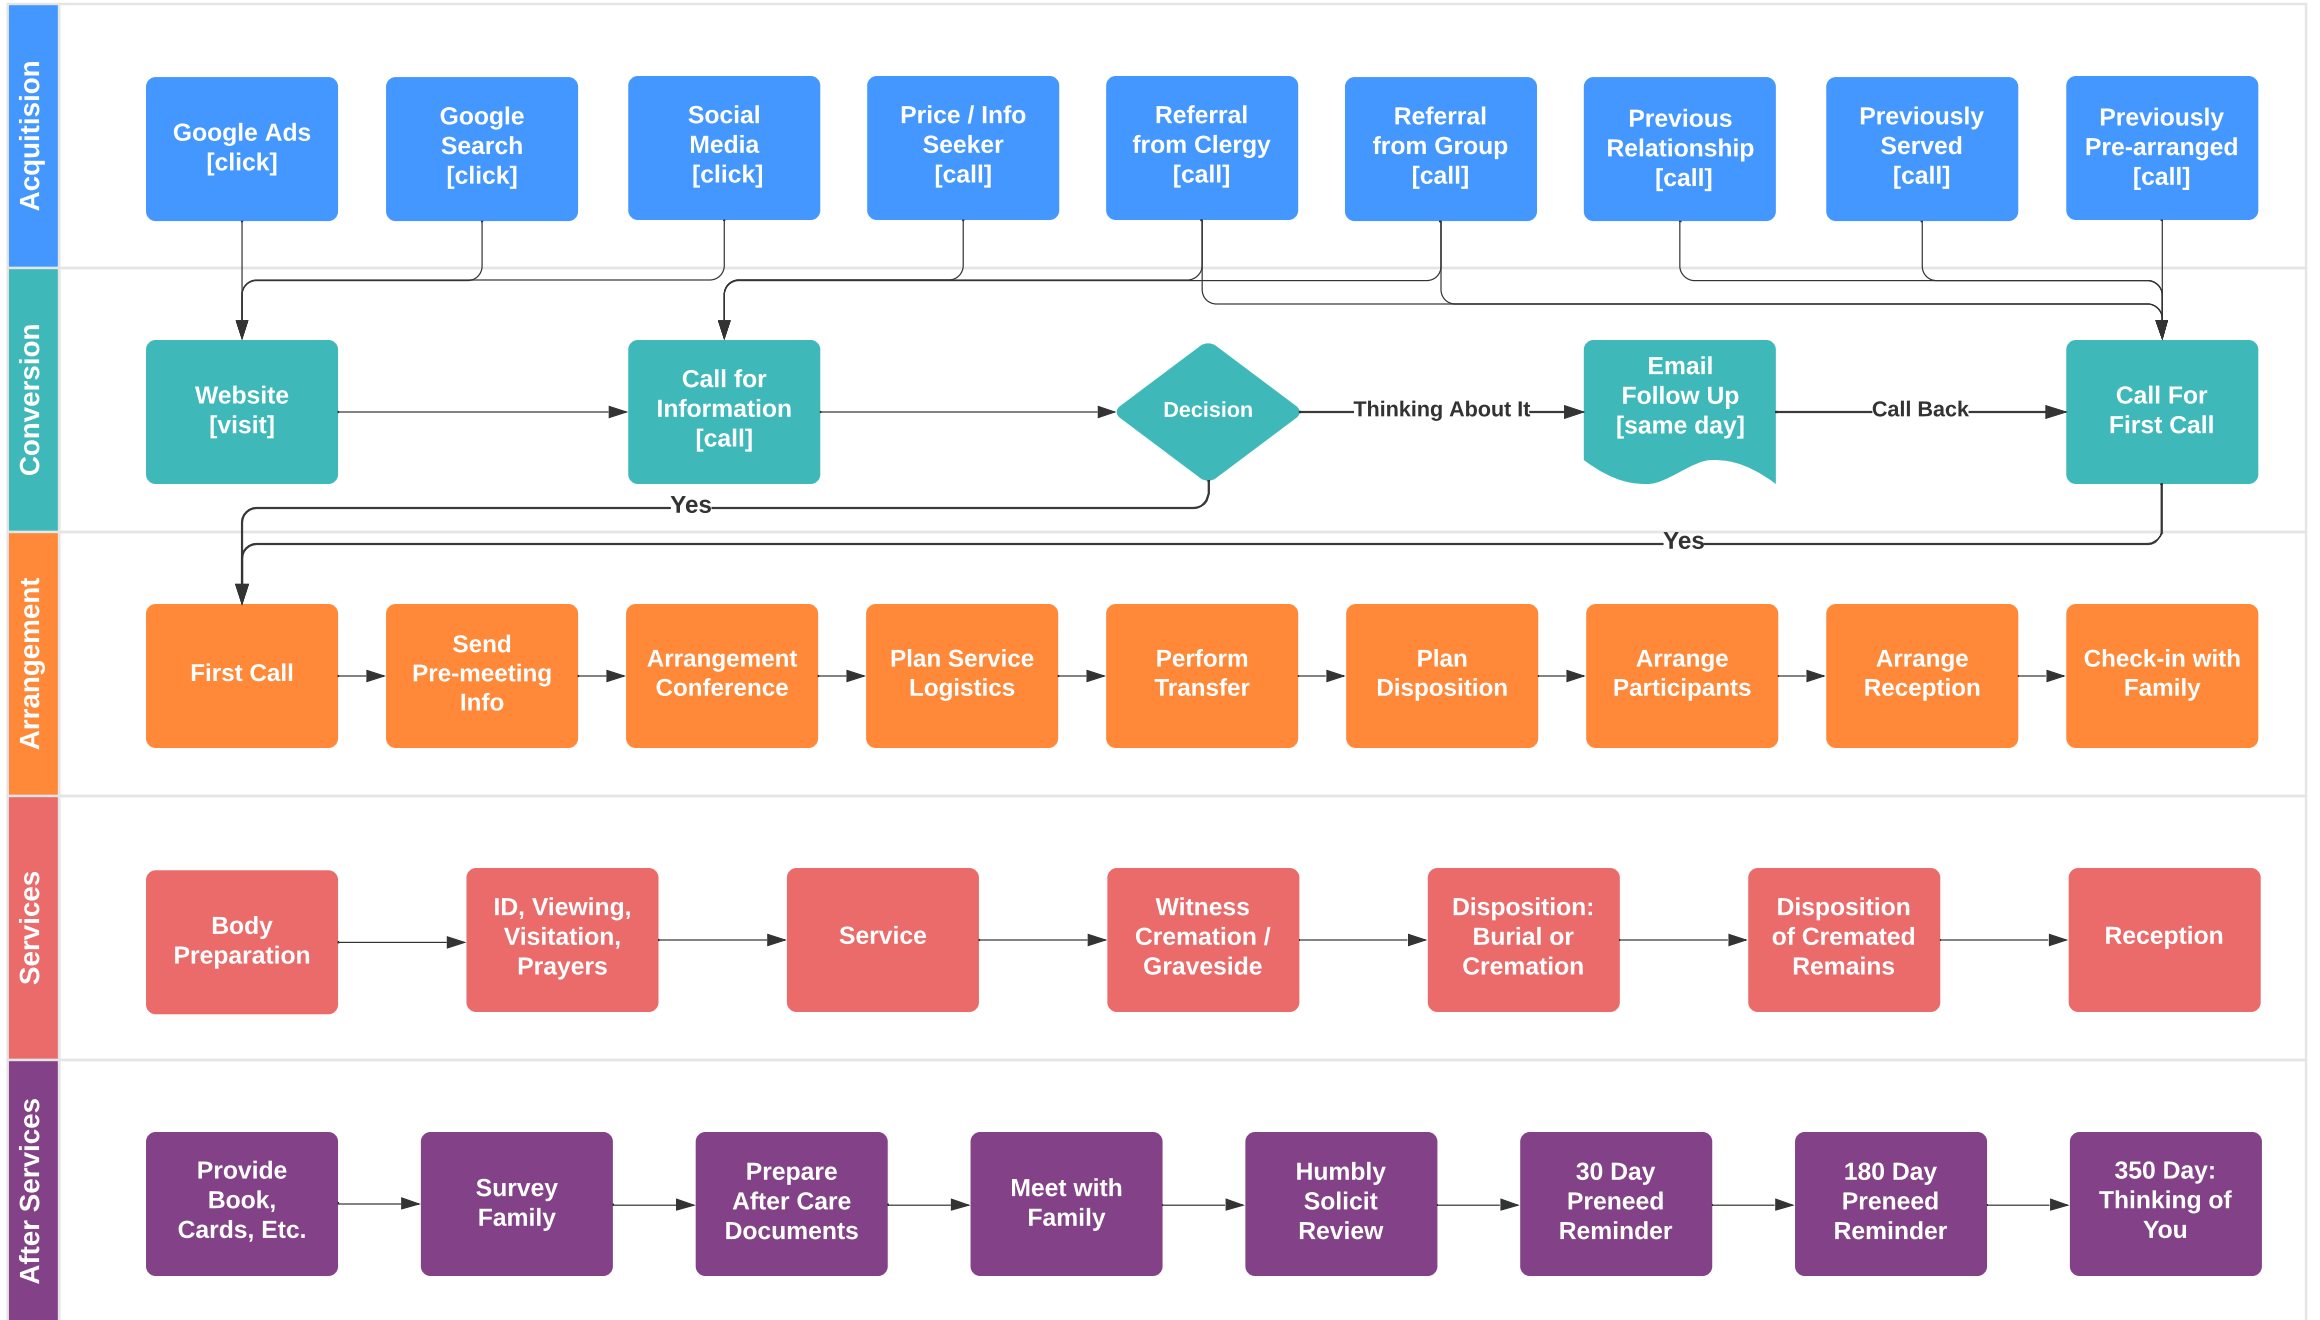 Acquitision
Google Ads
[click]
Google
Search
[click]
Social
Media
[click]
Price / Info
Seeker
[call]
Referral
from Clergy
[call]
Referral
from Group
[call]
Previous
Relationship
[call]
Previously
Served
[call]
Previously
Pre-arranged
[call]
Conversion
Website
[visit]
Call for
Information
[call]
Decision
Thinking About It
Email
Follow Up
[same day]
Call Back
Call For
First Call
Yes
Yes
Arrangement
First Call
Send
Pre-meeting
Info
Arrangement
Conference
Plan Service
Logistics
Perform
Transfer
Plan
Disposition
Arrange
Participants
Arrange
Reception
Check-in with
Family
Services
Body
Preparation
ID, Viewing,
Visitation,
Prayers
Service
Witness
Cremation /
Graveside
Disposition:
Burial or
Cremation
Disposition
of Cremated
Remains
Reception
After Services
Provide
Book,
Cards, Etc.
Survey
Family
Prepare
After Care
Documents
Meet with
Family
Humbly
Solicit
Review
30 Day
Preneed
Reminder
180 Day
Preneed
Reminder
350 Day:
Thinking of
You